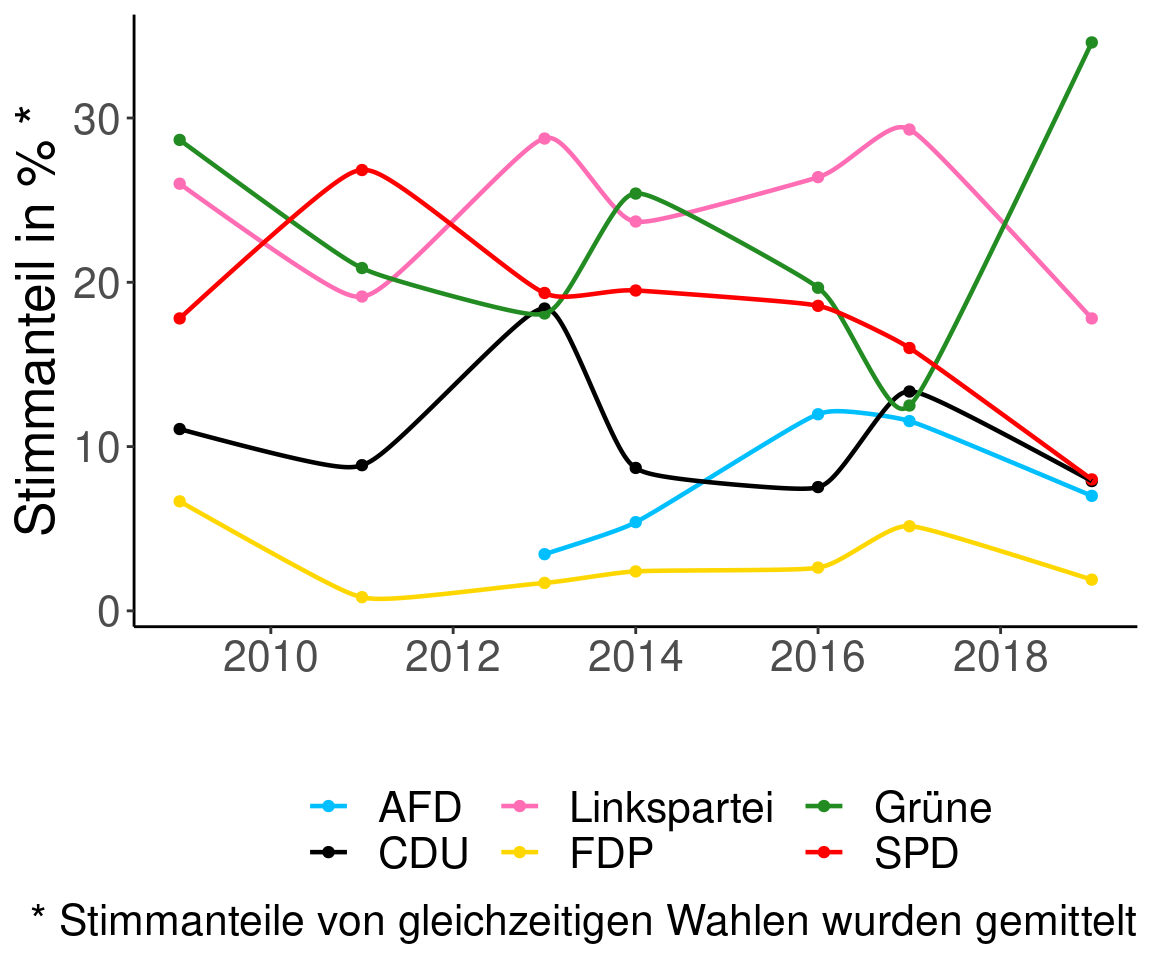 Stimmanteil in % *
30
20
10
0
2010 2012 2014 2016 2018
AFD Linkspartei Grüne
CDU FDP SPD
* Stimmanteile von gleichzeitigen Wahlen wurden gemittelt